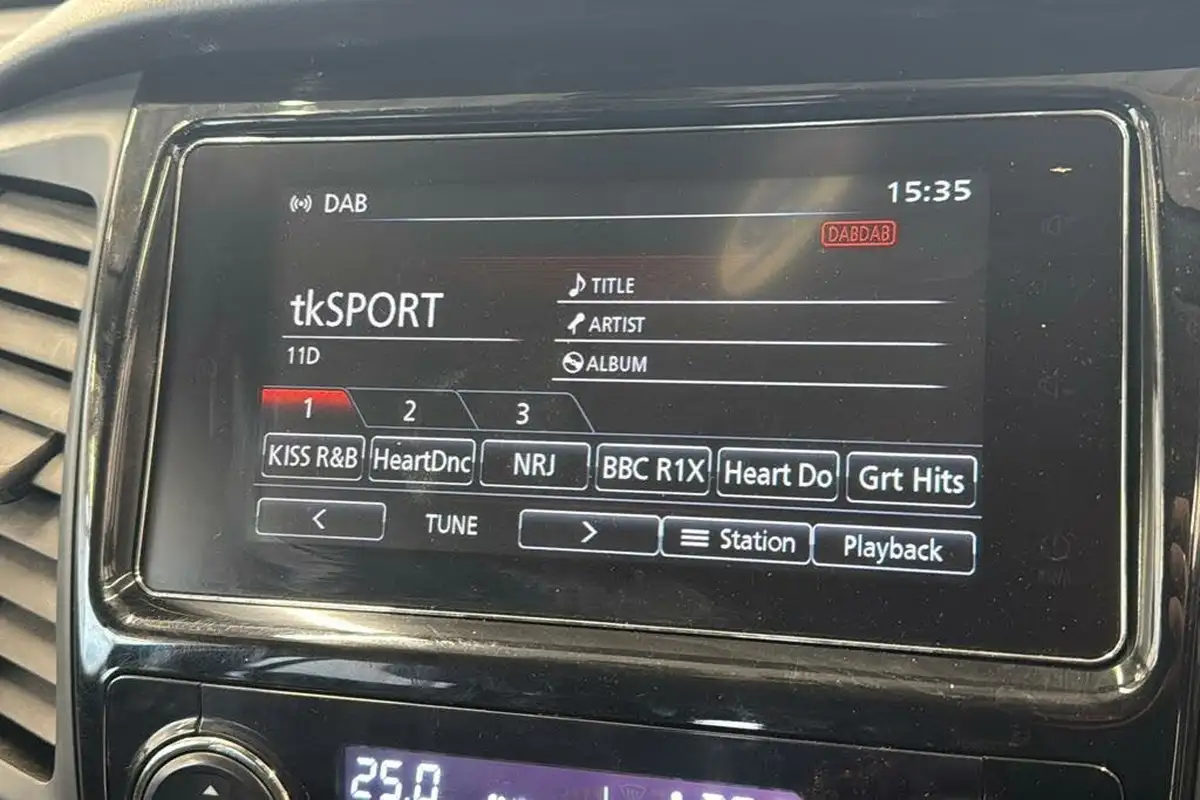 DAB
15:35
DABDAB
tkSPORT
11D
TITLE
ARTIST
ALBUM
1 2 3
KISS R&B HeartDnc NRJ BBC R1X Heart Do Grt Hits
< TUNE > Station Playback
25.0